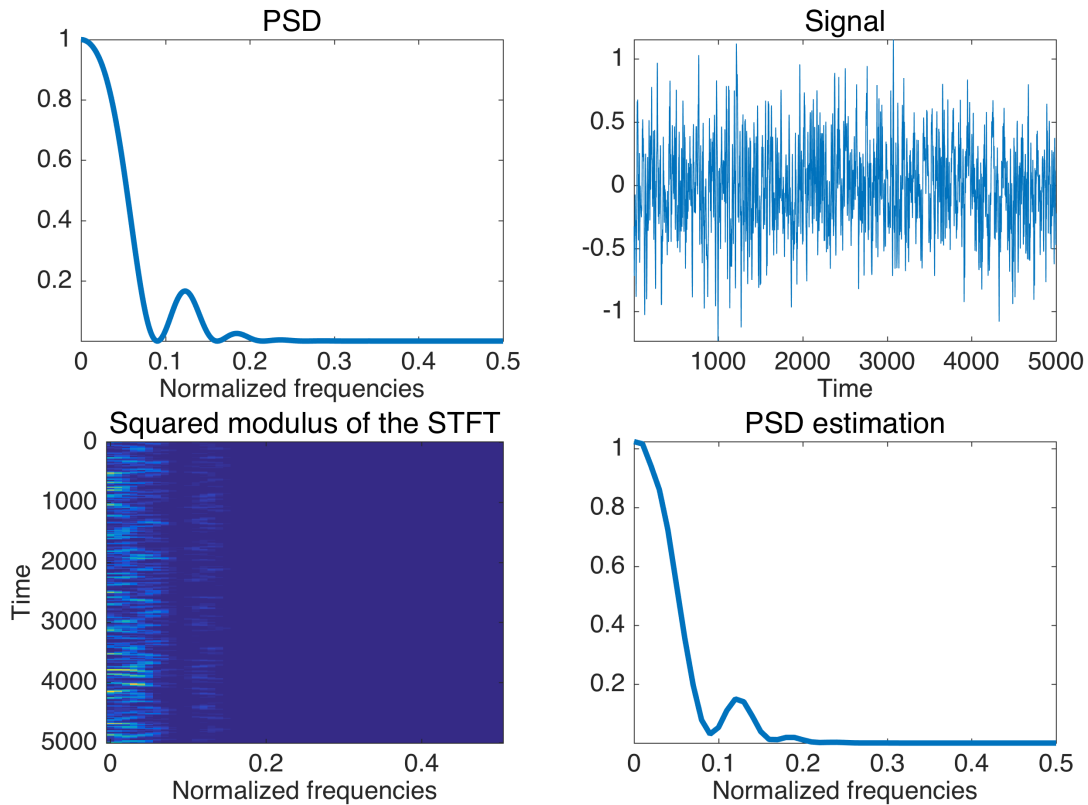 PSD
1
0.8
0.6
0.4
0.2
0 0.1 0.2 0.3 0.4 0.5
Normalized frequencies
Signal
1
0.5
0
-0.5
-1
1000 2000 3000 4000 5000
Time
Squared modulus of the STFT
0
1000
2000
3000
4000
5000
Time
0 0.2 0.4
Normalized frequencies
PSD estimation
1
0.8
0.6
0.4
0.2
0 0.1 0.2 0.3 0.4 0.5
Normalized frequencies